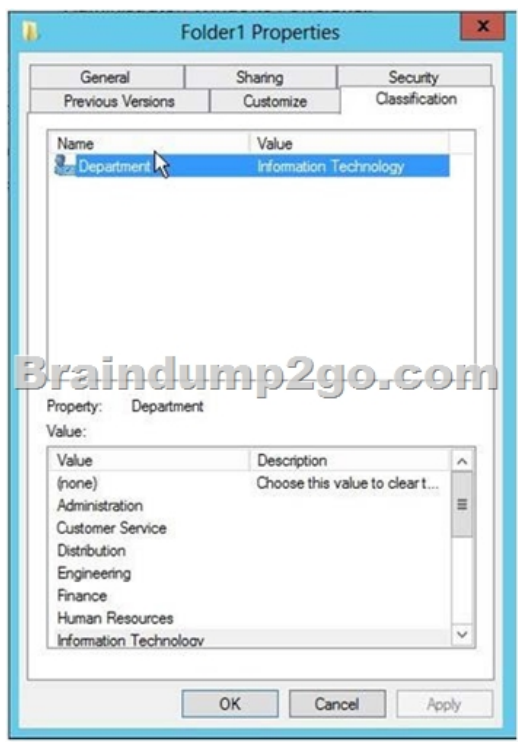 Folder1 Properties
x
General Sharing Security
Previous Versions Customize Classification
Name Value
Department Information Technology
Braindump2go.com
Property: Department
Value:
Value Description
(none) Choose this value to clear t...
Administration
Customer Service
Distribution
Engineering
Finance
Human Resources
Information Technology
OK Cancel Apply